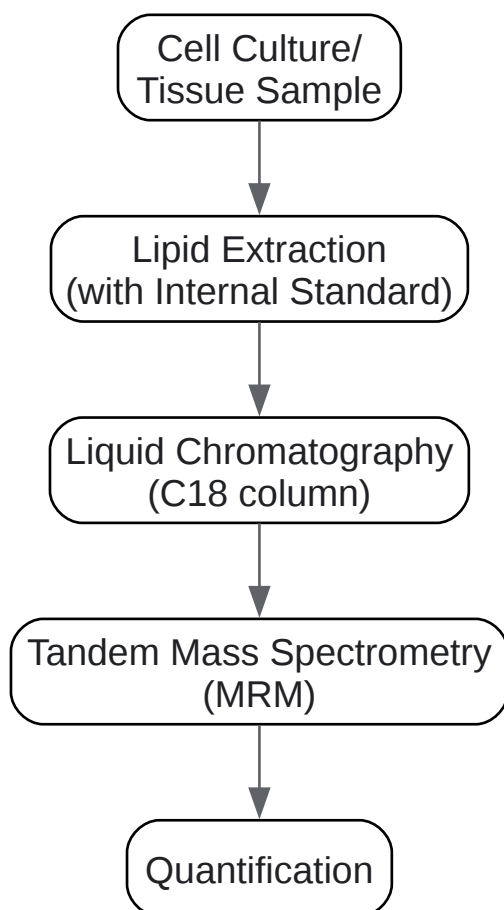 Cell Culture/
Tissue Sample
Lipid Extraction
(with Internal Standard)
Liquid Chromatography
(C18 column)
Tandem Mass Spectrometry
(MRM)
Quantification